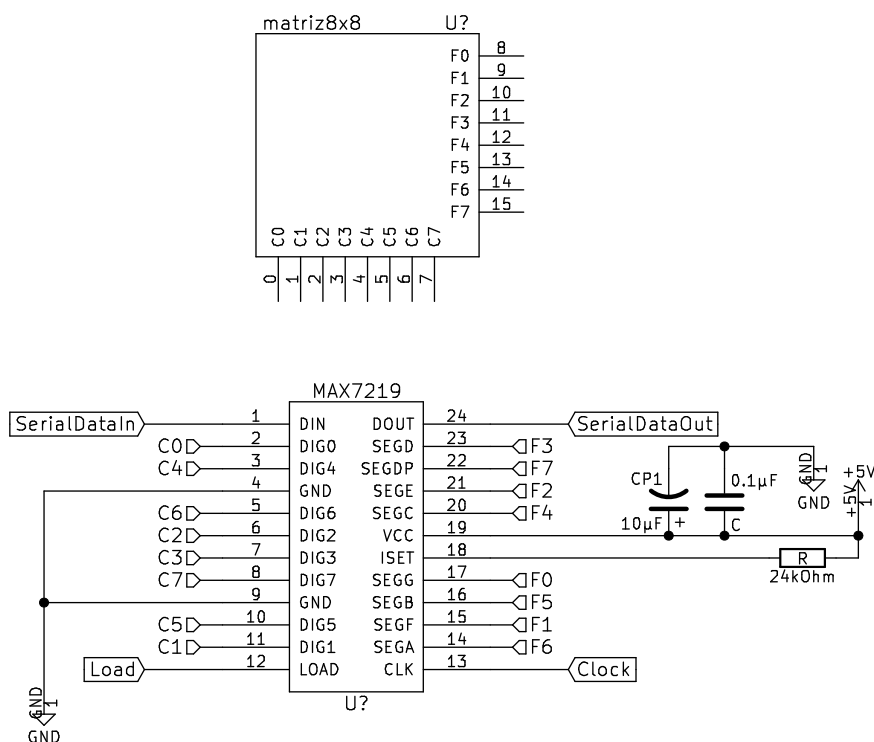 matriz8x8 U?
F0 8
F1 9
F2 10
F3 11
F4 12
F5 13
F6 14
F7 15
C0 C1 C2 C3 C4 C5 C6 C7
0 1 2 3 4 5 6 7
MAX7219
SerialDataIn 1 DIN DOUT 24 SerialDataOut
C0 2 DIG0 SEGD 23 F3
C4 3 DIG4 SEGDP 22 F7
4 GND SEGE 21 F2
C6 5 DIG6 SEGC 20 F4
C2 6 DIG2 VCC 19
C3 7 DIG3 ISET 18
C7 8 DIG7 SEGG 17 F0
9 GND SEGB 16 F5
C5 10 DIG5 SEGF 15 F1
C1 11 DIG1 SEGA 14 F6
Load 12 LOAD CLK 13 Clock
U?
CP1
10µF +
0.1µF
C
GND 1
GND
+5V
+5V 1
R
24kOhm
GND 1
GND